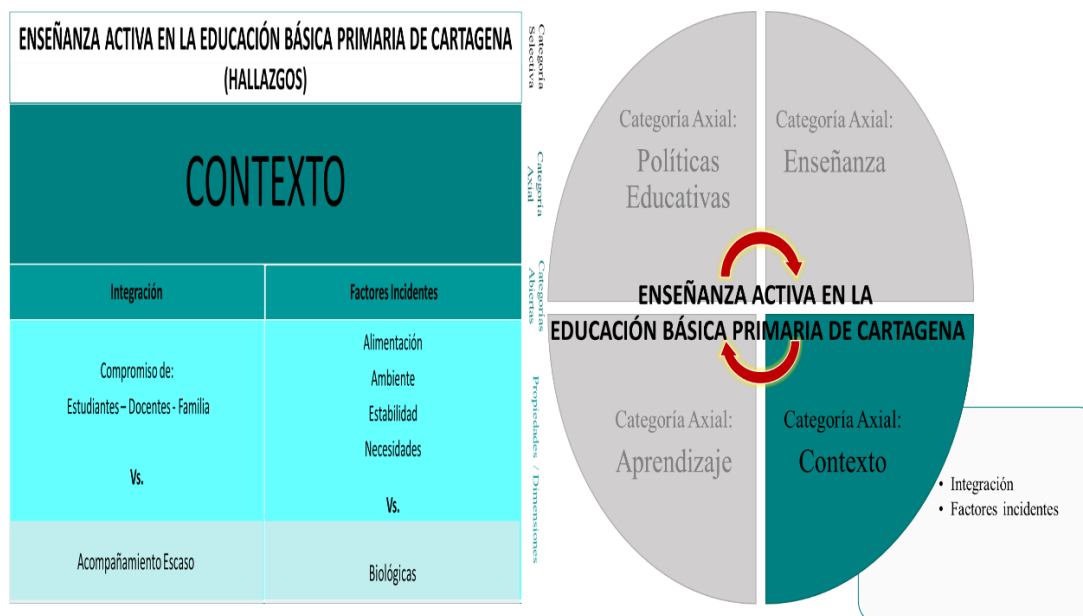 ENSEÑANZA ACTIVA EN LA EDUCACIÓN BÁSICA PRIMARIA DE CARTAGENA
(HALLAZGOS)
Categoría
Selectiva
CONTEXTO
Categoría
Axial
Integración
Factores Incidentes
Categorías
Abiertas
Compromiso de:
Estudiantes – Docentes - Familia
Vs.
Alimentación
Ambiente
Estabilidad
Necesidades
Vs.
Propiedades / Dimensiones
Acompañamiento Escaso
Biológicas
Categoría Axial:
Políticas
Educativas
Categoría Axial:
Enseñanza
ENSEÑANZA ACTIVA EN LA
EDUCACIÓN BÁSICA PRIMARIA DE CARTAGENA
Categoría Axial:
Aprendizaje
Categoría Axial:
Contexto
• Integración
• Factores incidentes